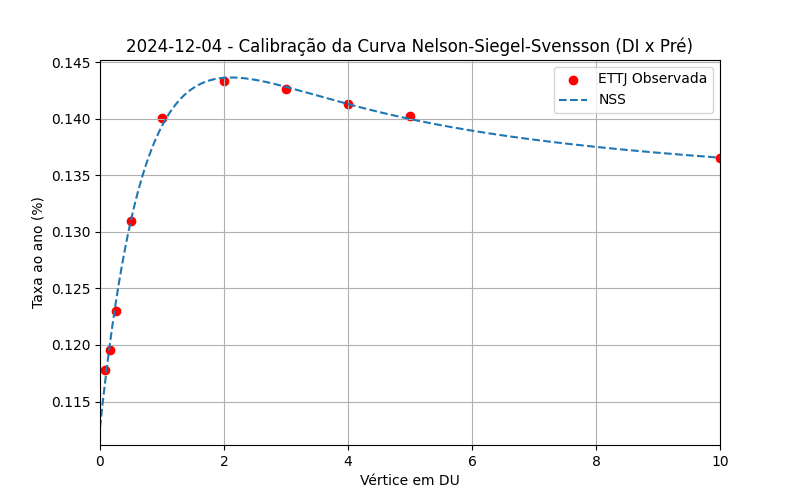 2024-12-04 - Calibração da Curva Nelson-Siegel-Svensson (DI x Pré)
ETTJ Observada
NSS
Taxa ao ano (%)
0.145
0.140
0.135
0.130
0.125
0.120
0.115
0 2 4 6 8 10
Vértice em DU